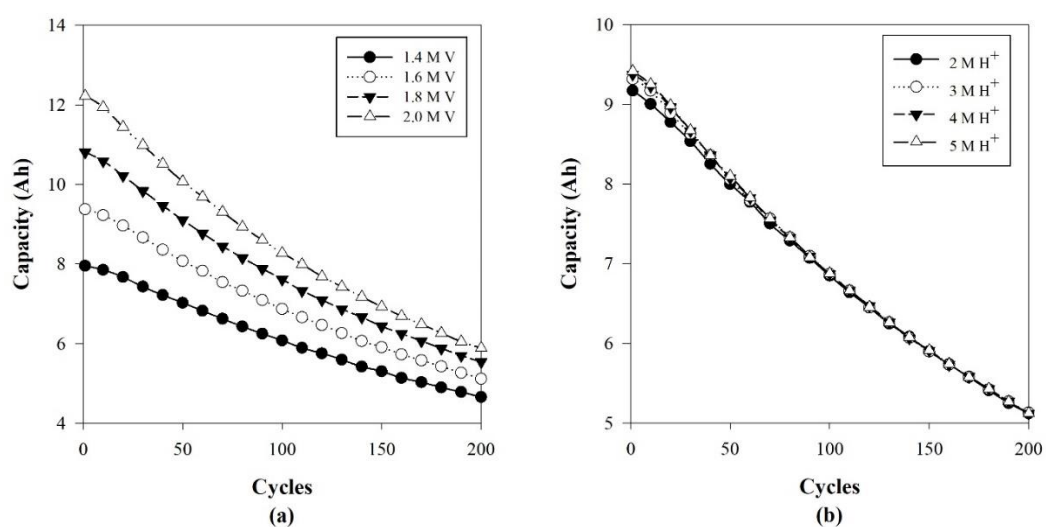 14
12
10
8
6
4
Capacity (Ah)
1.4 M V
1.6 M V
1.8 M V
2.0 M V
0 50 100 150 200
Cycles
(a)
10
9
8
7
6
5
Capacity (Ah)
2 M H⁺
3 M H⁺
4 M H⁺
5 M H⁺
0 50 100 150 200
Cycles
(b)